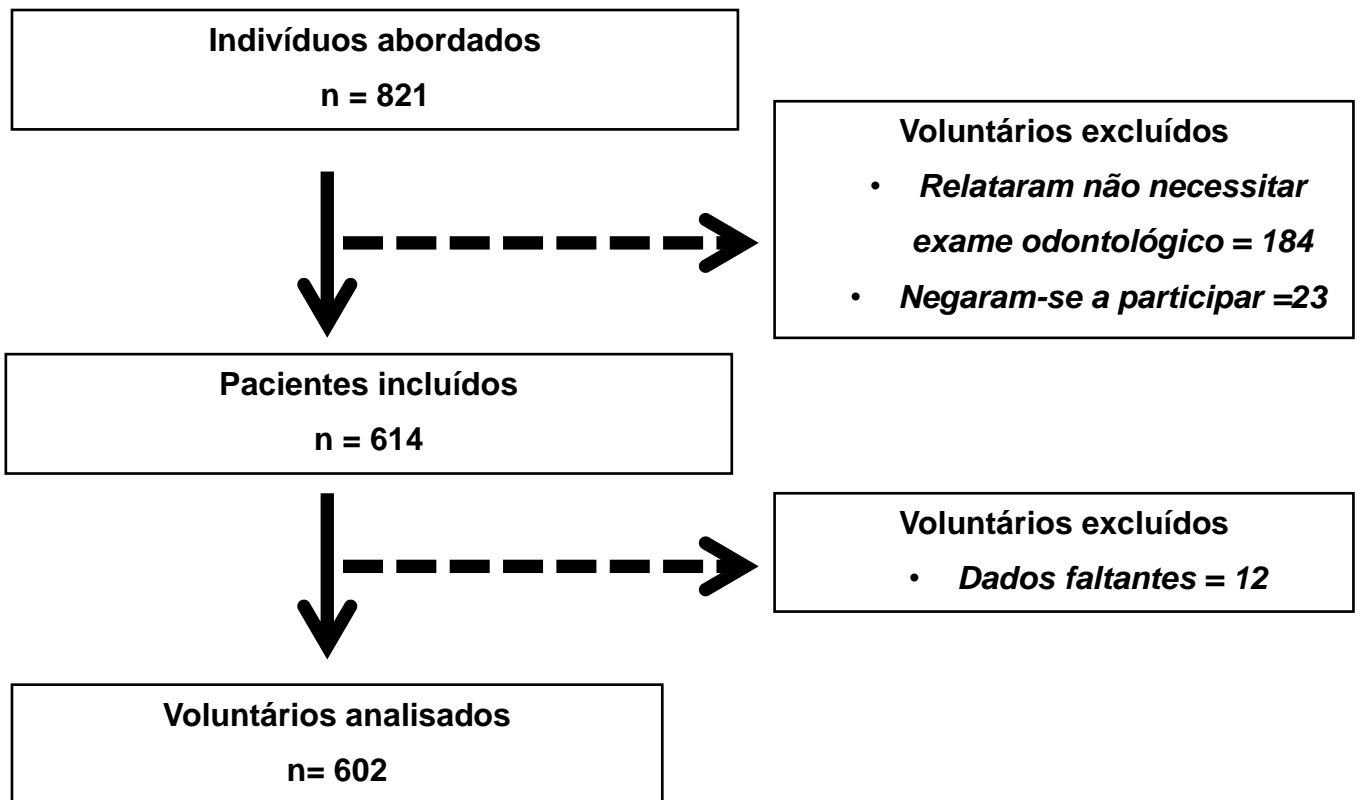 Indivíduos abordados
n = 821
Voluntários excluídos
• Relataram não necessitar
exame odontológico = 184
• Negaram-se a participar =23
Pacientes incluídos
n = 614
Voluntários excluídos
• Dados faltantes = 12
Voluntários analisados
n= 602